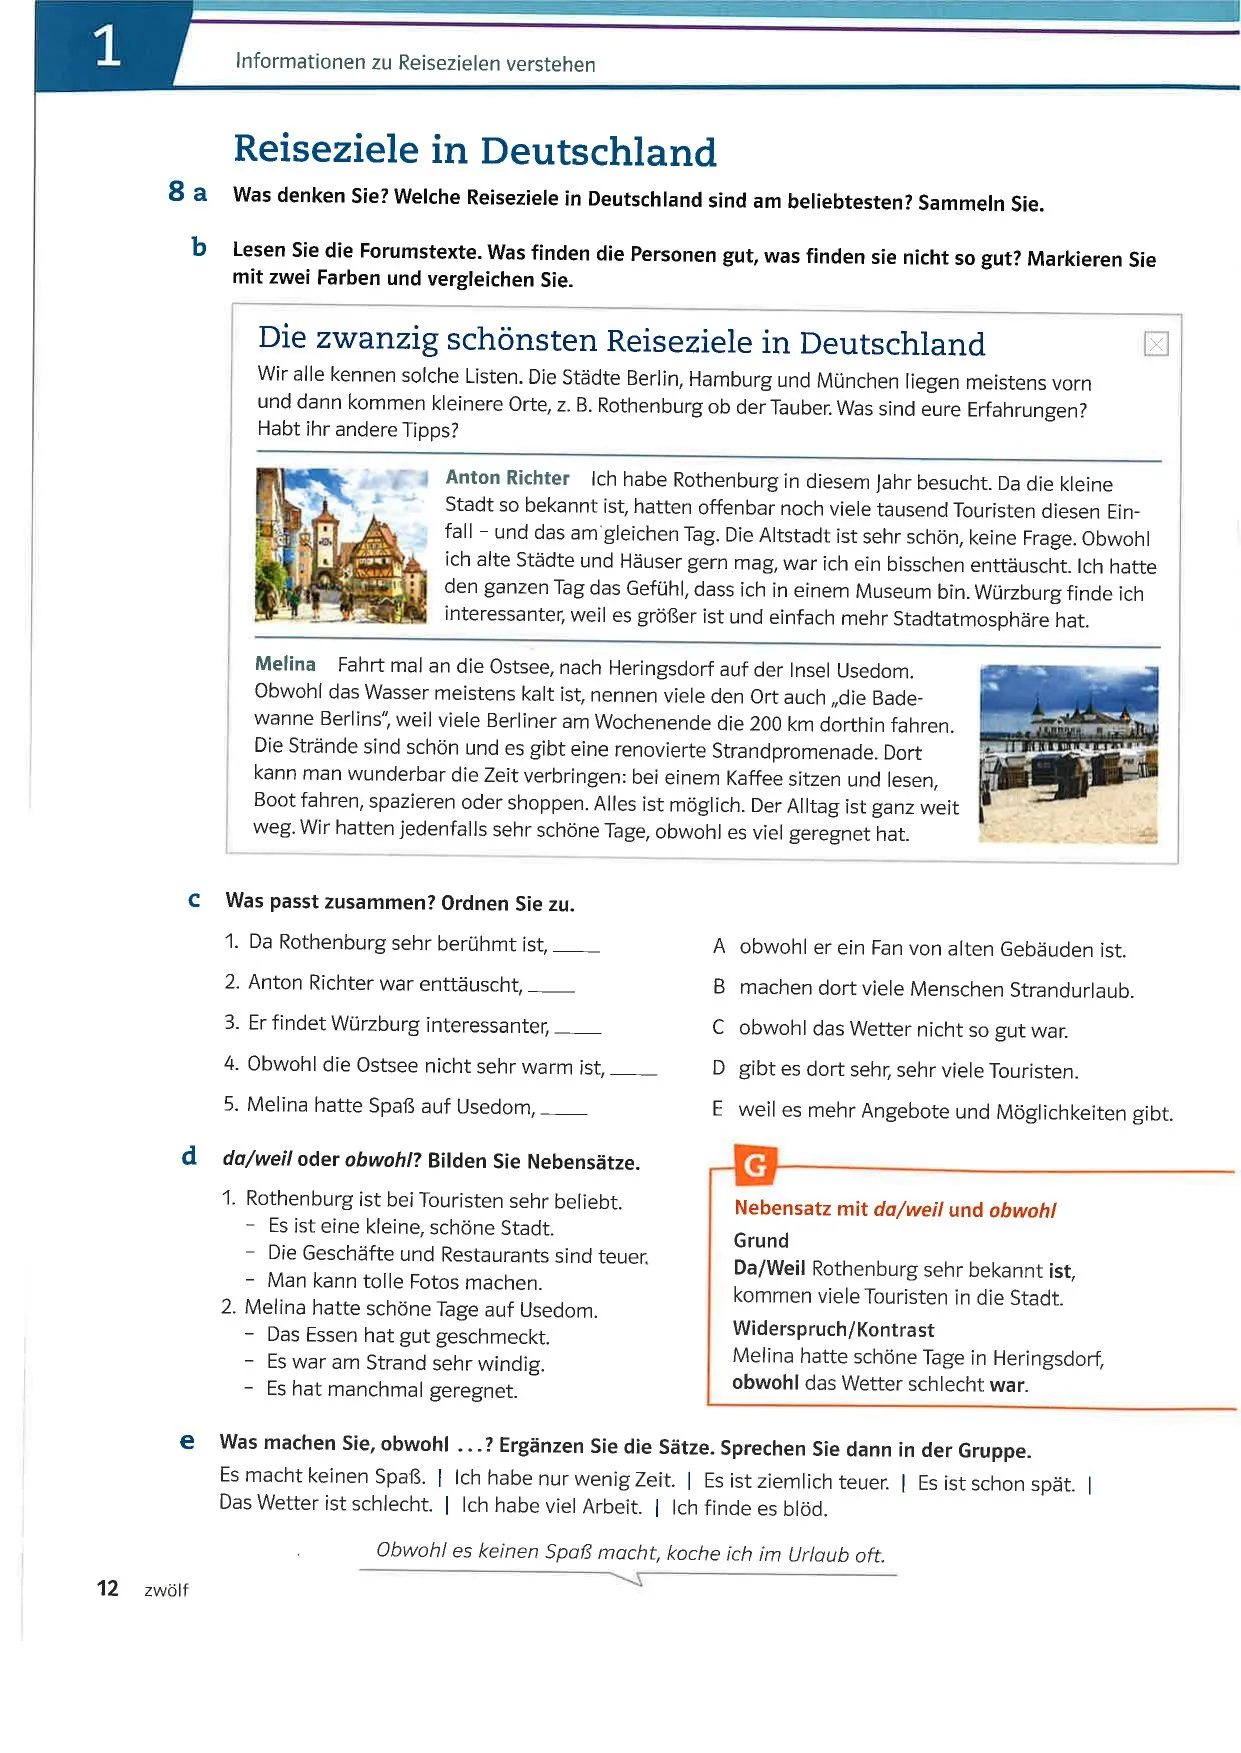 1
Informationen zu Reisezielen verstehen
Reiseziele in Deutschland
8 a Was denken Sie? Welche Reiseziele in Deutschland sind am beliebtesten? Sammeln Sie.
b Lesen Sie die Forumstexte. Was finden die Personen gut, was finden sie nicht so gut? Markieren Sie
mit zwei Farben und vergleichen Sie.
Die zwanzig schönsten Reiseziele in Deutschland
Wir alle kennen solche Listen. Die Städte Berlin, Hamburg und München liegen meistens vorn
und dann kommen kleinere Orte, z. B. Rothenburg ob der Tauber. Was sind eure Erfahrungen?
Habt ihr andere Tipps?
Anton Richter Ich habe Rothenburg in diesem Jahr besucht. Da die kleine
Stadt so bekannt ist, hatten offenbar noch viele tausend Touristen diesen Ein-
fall – und das am gleichen Tag. Die Altstadt ist sehr schön, keine Frage. Obwohl
ich alte Städte und Häuser gern mag, war ich ein bisschen enttäuscht. Ich hatte
den ganzen Tag das Gefühl, dass ich in einem Museum bin. Würzburg finde ich
interessanter, weil es größer ist und einfach mehr Stadtatmosphäre hat.
Melina Fahrt mal an die Ostsee, nach Heringsdorf auf der Insel Usedom.
Obwohl das Wasser meistens kalt ist, nennen viele den Ort auch „die Bade-
wanne Berlins“, weil viele Berliner am Wochenende die 200 km dorthin fahren.
Die Strände sind schön und es gibt eine renovierte Strandpromenade. Dort
kann man wunderbar die Zeit verbringen: bei einem Kaffee sitzen und lesen,
Boot fahren, spazieren oder shoppen. Alles ist möglich. Der Alltag ist ganz weit
weg. Wir hatten jedenfalls sehr schöne Tage, obwohl es viel geregnet hat.
c Was passt zusammen? Ordnen Sie zu.
1. Da Rothenburg sehr berühmt ist, ____
2. Anton Richter war enttäuscht, ____
3. Er findet Würzburg interessanter, ____
4. Obwohl die Ostsee nicht sehr warm ist, ____
5. Melina hatte Spaß auf Usedom, ____
A obwohl er ein Fan von alten Gebäuden ist.
B machen dort viele Menschen Strandurlaub.
C obwohl das Wetter nicht so gut war.
D gibt es dort sehr, sehr viele Touristen.
E weil es mehr Angebote und Möglichkeiten gibt.
d da/weil oder obwohl? Bilden Sie Nebensätze.
1. Rothenburg ist bei Touristen sehr beliebt.
– Es ist eine kleine, schöne Stadt.
– Die Geschäfte und Restaurants sind teuer.
– Man kann tolle Fotos machen.
2. Melina hatte schöne Tage auf Usedom.
– Das Essen hat gut geschmeckt.
– Es war am Strand sehr windig.
– Es hat manchmal geregnet.
G
Nebensatz mit da/weil und obwohl
Grund
Da/Weil Rothenburg sehr bekannt ist,
kommen viele Touristen in die Stadt.
Widerspruch/Kontrast
Melina hatte schöne Tage in Heringsdorf,
obwohl das Wetter schlecht war.
e Was machen Sie, obwohl ...? Ergänzen Sie die Sätze. Sprechen Sie dann in der Gruppe.
Es macht keinen Spaß. | Ich habe nur wenig Zeit. | Es ist ziemlich teuer. | Es ist schon spät. |
Das Wetter ist schlecht. | Ich habe viel Arbeit. | Ich finde es blöd.
Obwohl es keinen Spaß macht, koche ich im Urlaub oft.
12 zwölf